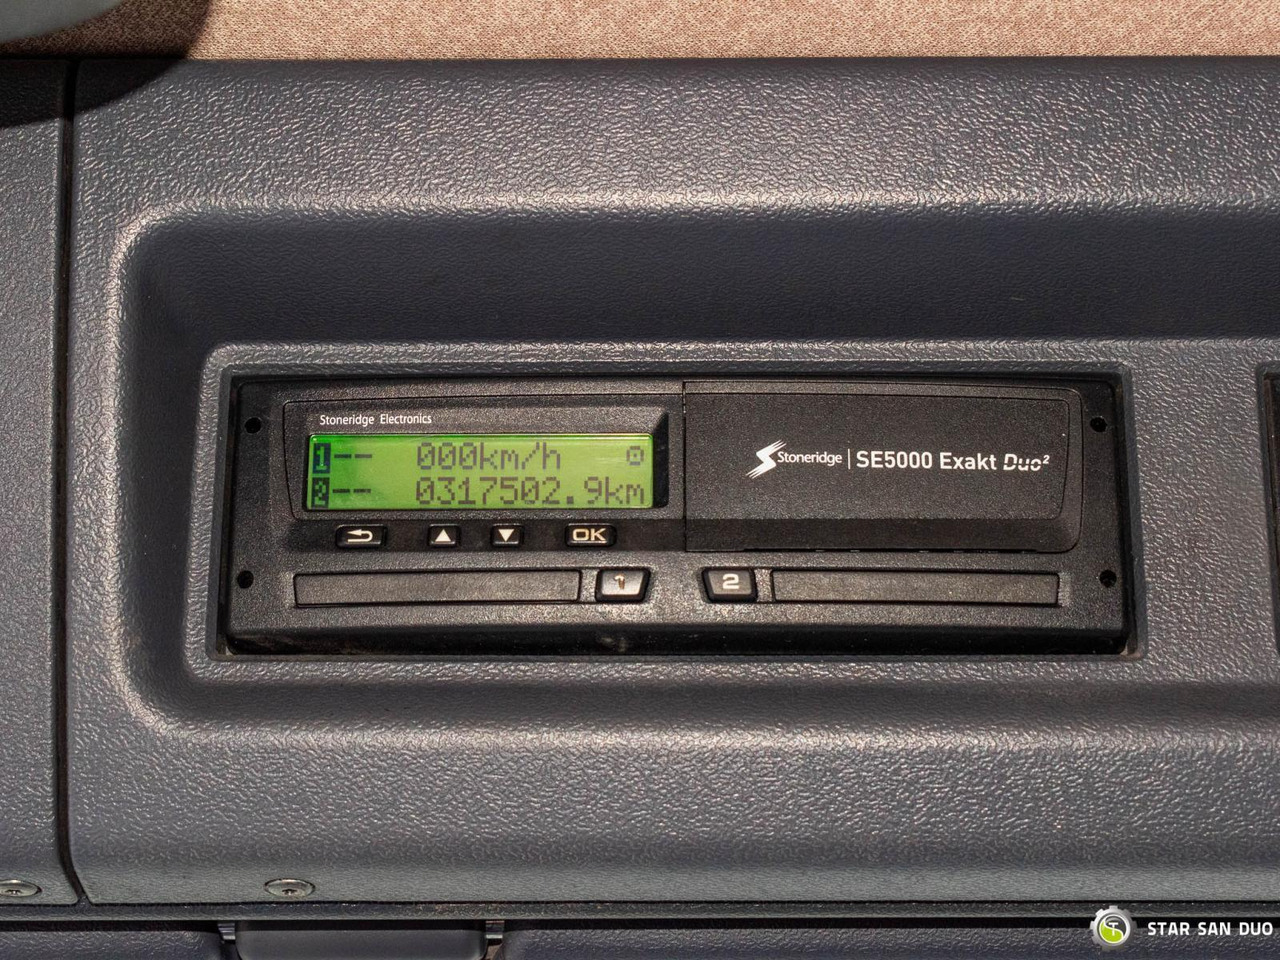 Stoneridge Electronics
1 -- 000km/h
2 -- 0317502.9km
Stoneridge | SE5000 Exakt Duo²
OK
1 2
STAR SAN DUO